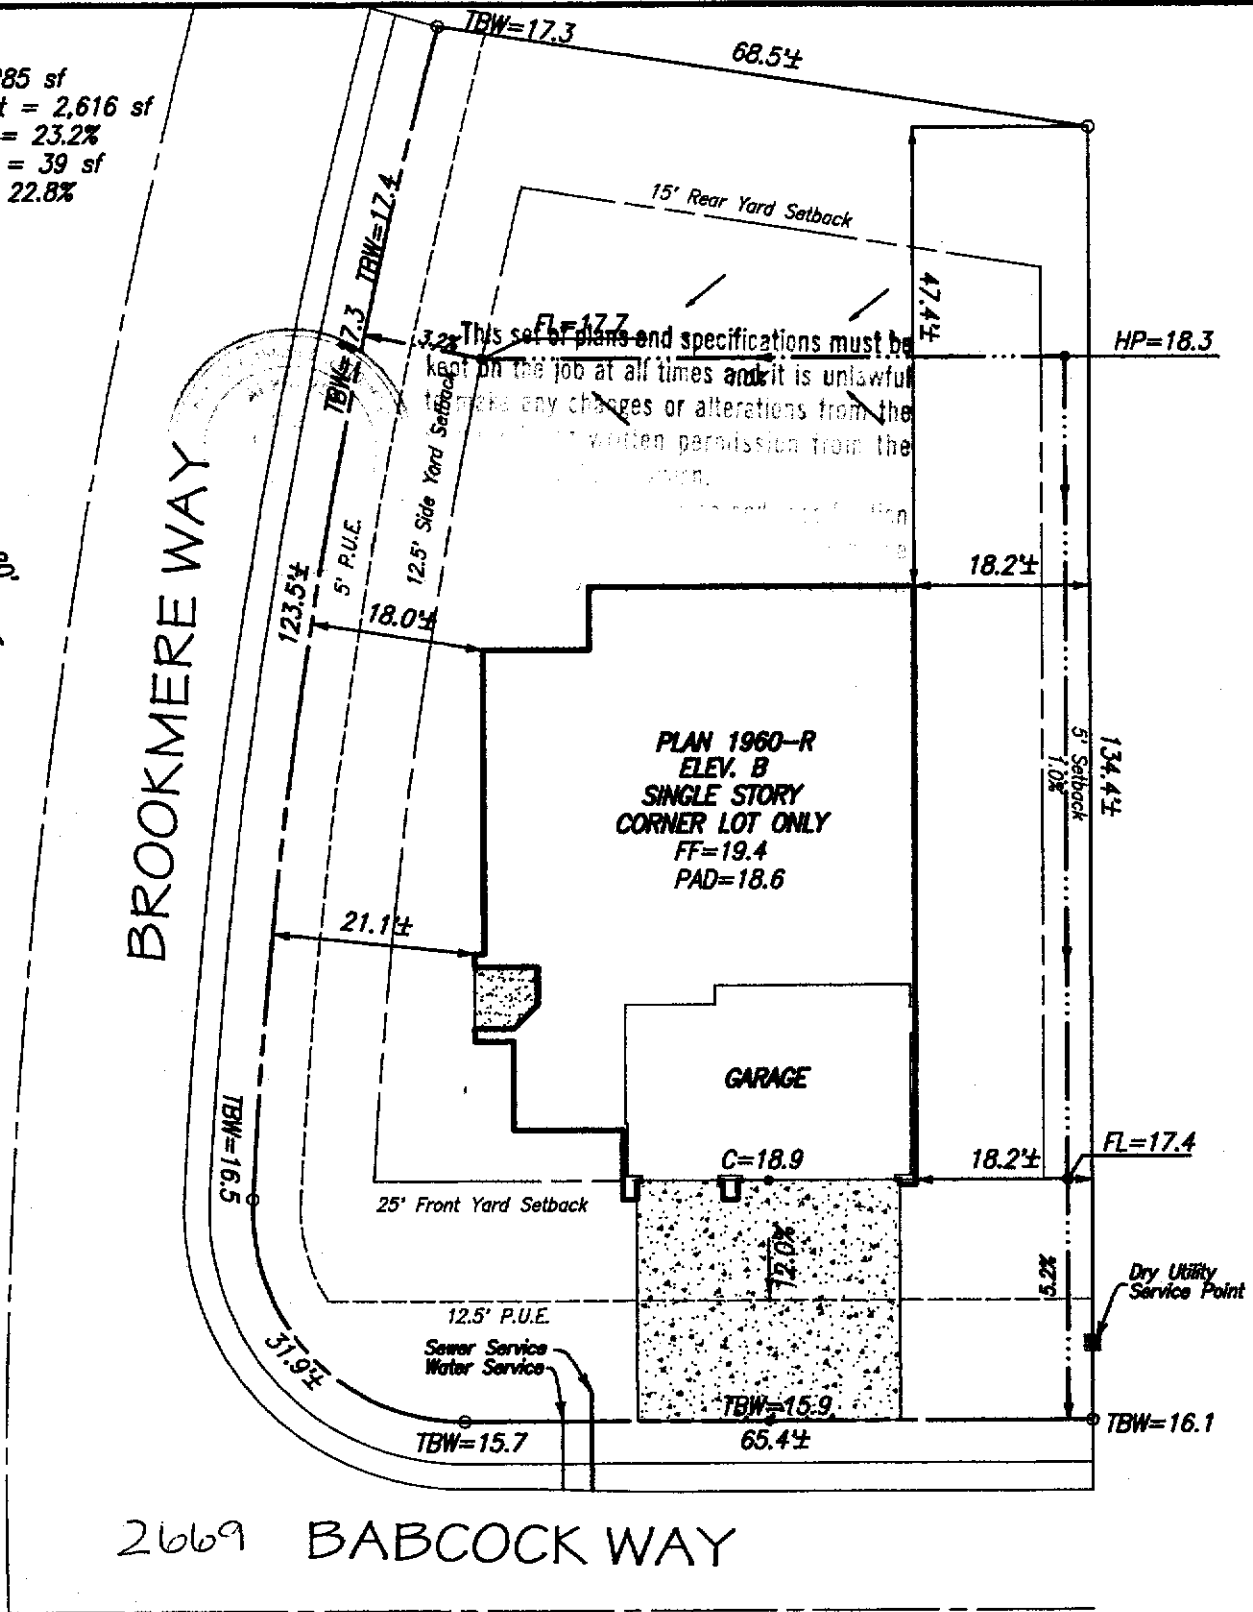 TBW=17.3
68.5'±
85 sf
= 2,616 sf
= 23.2%
= 39 sf
22.8%
15' Rear Yard Setback
TBW=17.4
47.4'±
TBW=17.3
FL=17.7
3.2%
HP=18.3
This set of plans and specifications must be
kept on the job at all times and it is unlawful
to make any changes or alterations from the
written permission from the
12.5' Side Yard Setback
5' P.U.E.
BROOKMERE WAY
123.5'±
18.0'±
18.2'±
PLAN 1960-R
ELEV. B
SINGLE STORY
CORNER LOT ONLY
FF=19.4
PAD=18.6
5' Setback
1.0%
134.4'±
21.1'±
GARAGE
TBW=16.5
C=18.9
18.2'±
FL=17.4
25' Front Yard Setback
12.0%
5.2%
Dry Utility
Service Point
12.5' P.U.E.
Sewer Service
Water Service
31.9'±
TBW=15.9
TBW=15.7
65.4'±
TBW=16.1
2669 BABCOCK WAY